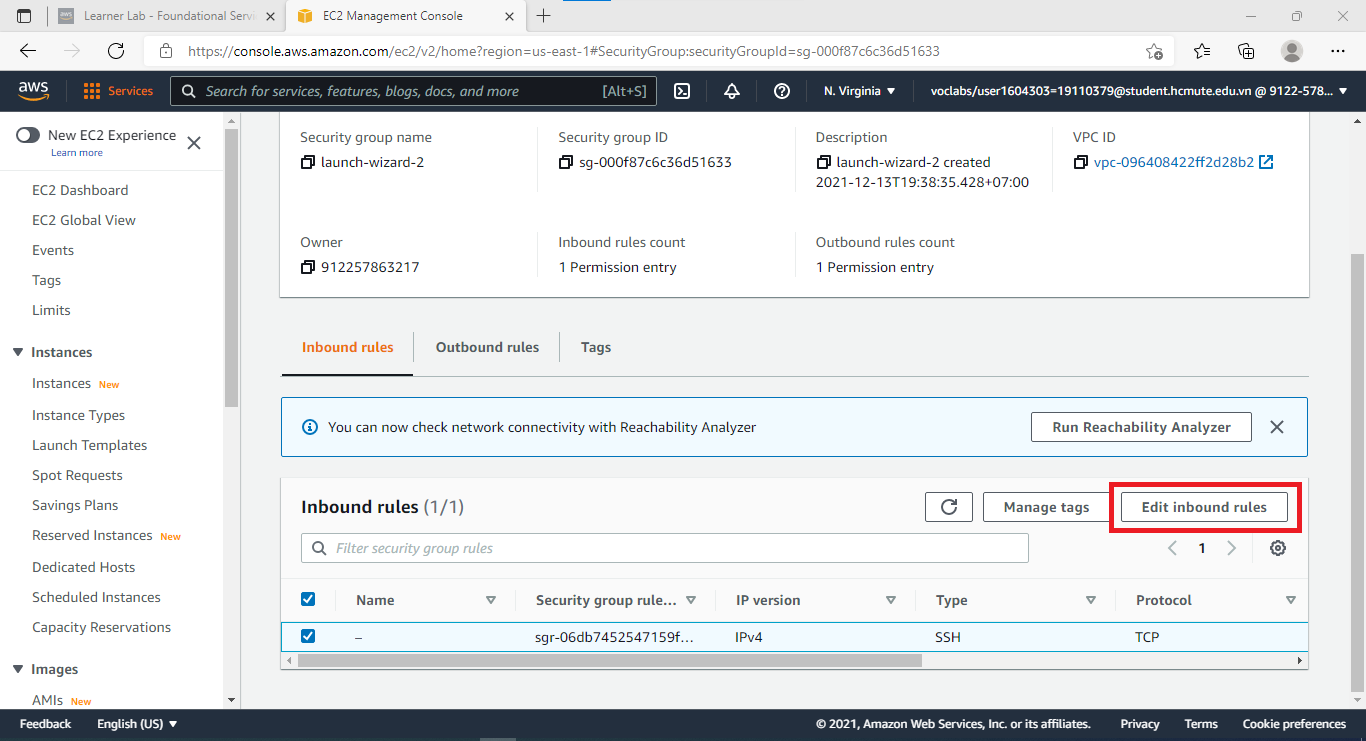 Learner Lab - Foundational Servi
EC2 Management Console
https://console.aws.amazon.com/ec2/v2/home?region=us-east-1#SecurityGroup:securityGroupId=sg-000f87c6c36d51633
aws
Services
Search for services, features, blogs, docs, and more
[Alt+S]
N. Virginia
voclabs/user1604303=19110379@student.hcmute.edu.vn @ 9122-578...
New EC2 Experience
Learn more
EC2 Dashboard
EC2 Global View
Events
Tags
Limits
Instances
Instances New
Instance Types
Launch Templates
Spot Requests
Savings Plans
Reserved Instances New
Dedicated Hosts
Scheduled Instances
Capacity Reservations
Images
AMIs New
Security group name
launch-wizard-2
Security group ID
sg-000f87c6c36d51633
Description
launch-wizard-2 created
2021-12-13T19:38:35.428+07:00
VPC ID
vpc-096408422ff2d28b2
Owner
912257863217
Inbound rules count
1 Permission entry
Outbound rules count
1 Permission entry
Inbound rules
Outbound rules
Tags
You can now check network connectivity with Reachability Analyzer
Run Reachability Analyzer
Inbound rules (1/1)
Manage tags
Edit inbound rules
Filter security group rules
1
Name
Security group rule...
IP version
Type
Protocol
–
sgr-06db7452547159f...
IPv4
SSH
TCP
Feedback
English (US)
© 2021, Amazon Web Services, Inc. or its affiliates.
Privacy
Terms
Cookie preferences